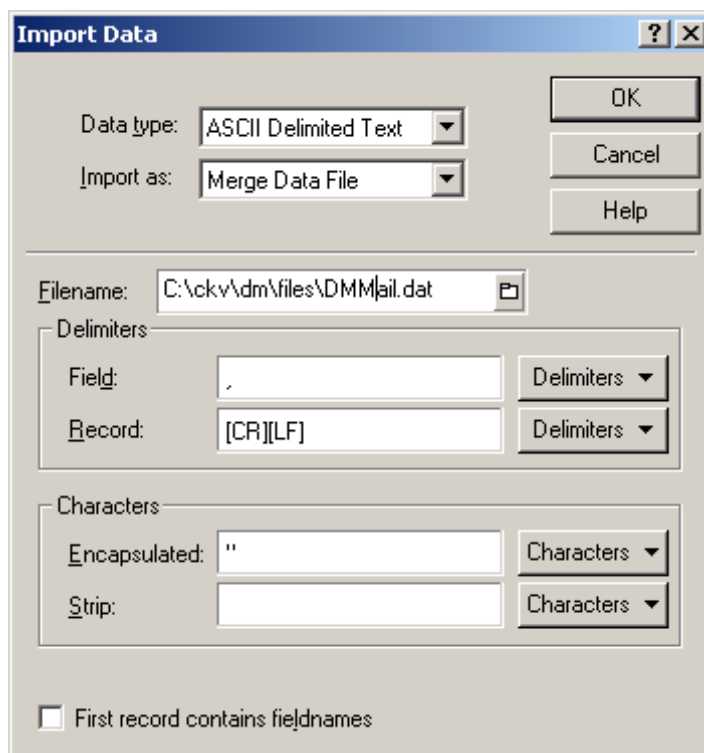 Import Data
Data type: ASCII Delimited Text
OK
Import as: Merge Data File
Cancel
Help
Filename: C:\ckv\dm\files\DMMail.dat
Delimiters
Field: , Delimiters
Record: [CR][LF] Delimiters
Characters
Encapsulated: " Characters
Strip: Characters
First record contains fieldnames